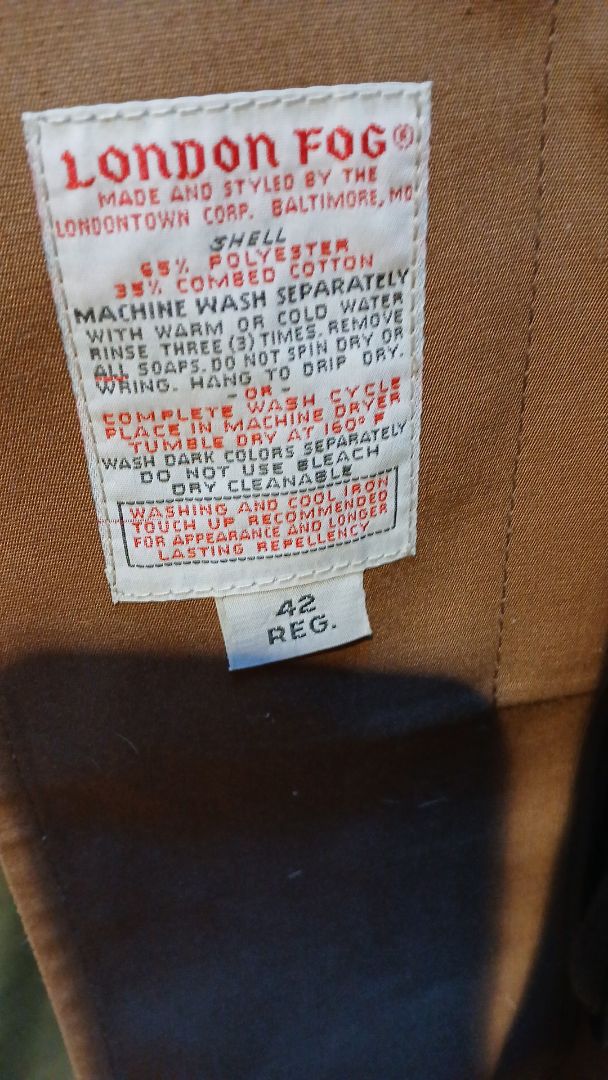 LONDON FOG®
MADE AND STYLED BY THE
LONDONTOWN CORP. BALTIMORE, MD
SHELL
65% POLYESTER
35% COMBED COTTON
MACHINE WASH SEPARATELY
WITH WARM OR COLD WATER
RINSE THREE (3) TIMES. REMOVE
ALL SOAPS. DO NOT SPIN DRY OR
WRING. HANG TO DRIP DRY.
- OR -
COMPLETE WASH CYCLE
PLACE IN MACHINE DRYER
TUMBLE DRY AT 160° F
WASH DARK COLORS SEPARATELY
DO NOT USE BLEACH
DRY CLEANABLE
WASHING AND COOL IRON
TOUCH UP RECOMMENDED
FOR APPEARANCE AND LONGER
LASTING REPELLENCY
42
REG.